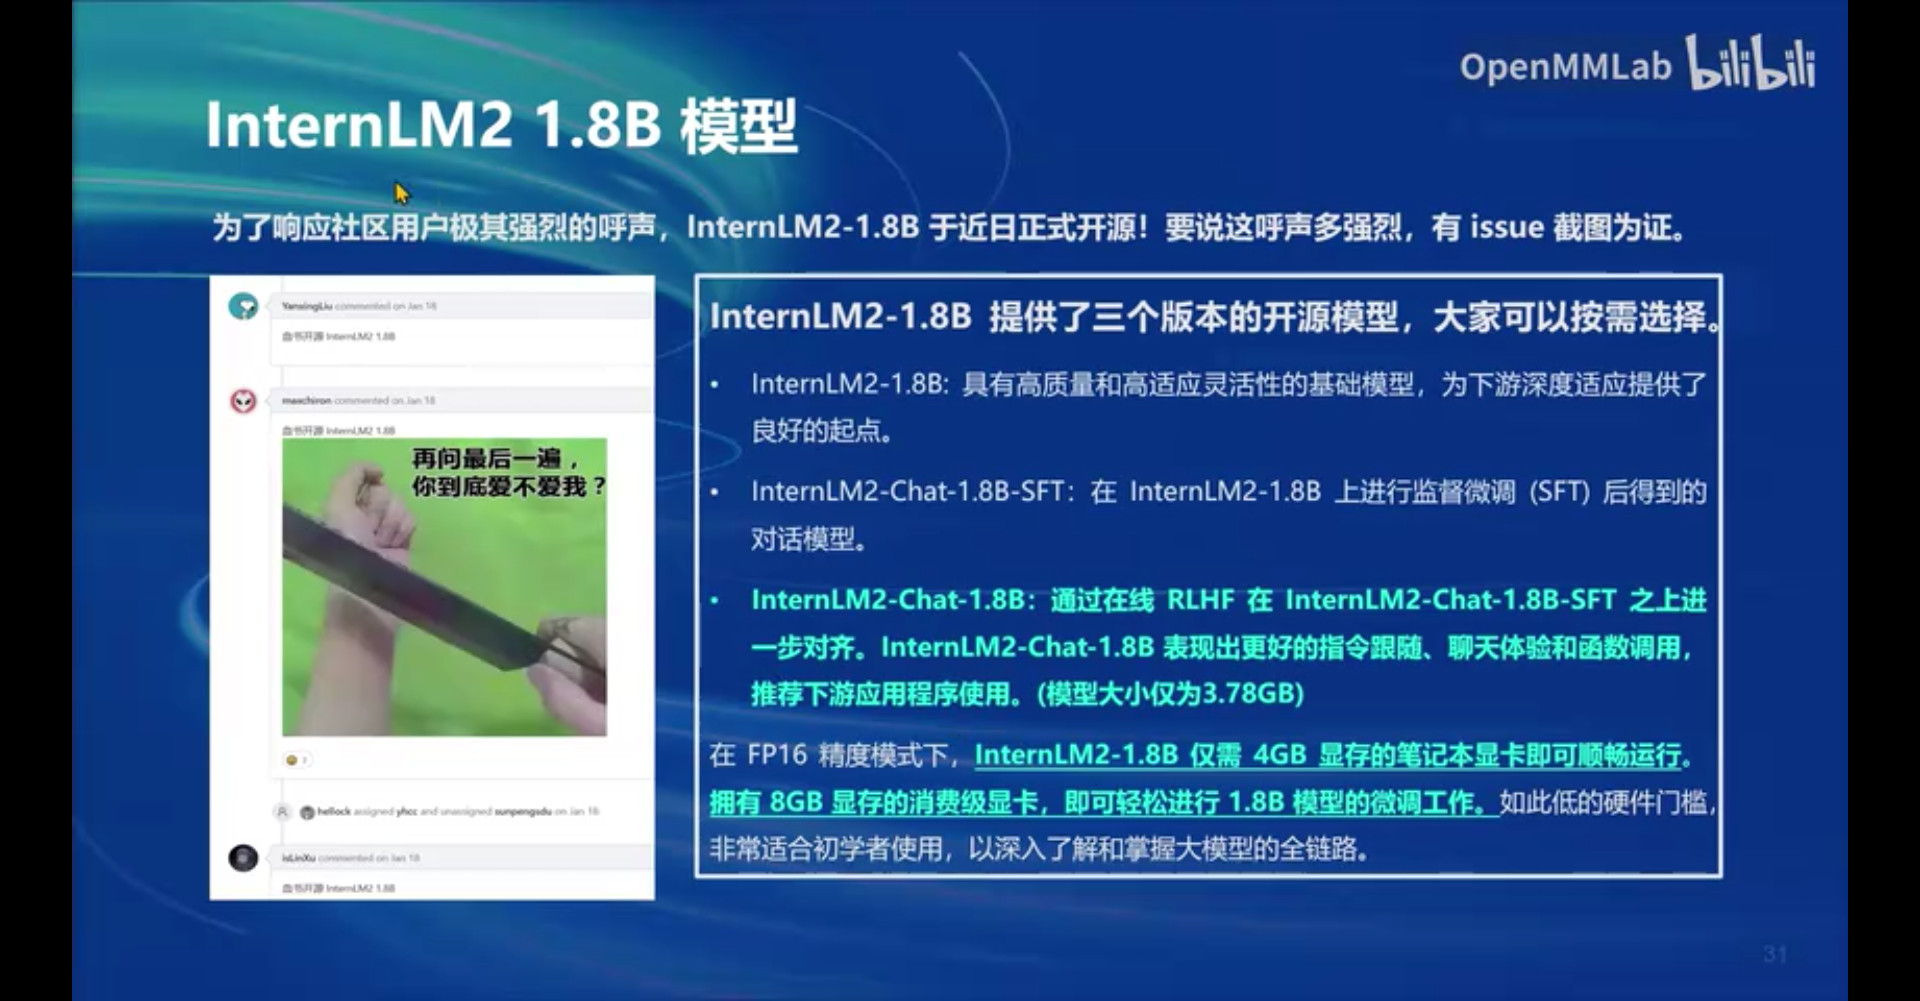 OpenMMLab bilibili
InternLM2 1.8B 模型
为了响应社区用户极其强烈的呼声，InternLM2-1.8B 于近日正式开源！要说这呼声多强烈，有 issue 截图为证。
YanxingLiu commented on Jan 18
血书开源 InternLM2 1.8B
maxchiron commented on Jan 18
血书开源 InternLM2 1.8B
再问最后一遍，
你到底爱不爱我？
hellock assigned yhcc and unassigned sunpengsdu on Jan 18
isLinXu commented on Jan 18
血书开源 InternLM2 1.8B
InternLM2-1.8B 提供了三个版本的开源模型，大家可以按需选择。
• InternLM2-1.8B: 具有高质量和高适应灵活性的基础模型，为下游深度适应提供了
良好的起点。
• InternLM2-Chat-1.8B-SFT：在 InternLM2-1.8B 上进行监督微调 (SFT) 后得到的
对话模型。
• InternLM2-Chat-1.8B：通过在线 RLHF 在 InternLM2-Chat-1.8B-SFT 之上进
一步对齐。InternLM2-Chat-1.8B 表现出更好的指令跟随、聊天体验和函数调用，
推荐下游应用程序使用。(模型大小仅为3.78GB)
在 FP16 精度模式下，InternLM2-1.8B 仅需 4GB 显存的笔记本显卡即可顺畅运行。
拥有 8GB 显存的消费级显卡，即可轻松进行 1.8B 模型的微调工作。如此低的硬件门槛，
非常适合初学者使用，以深入了解和掌握大模型的全链路。
31